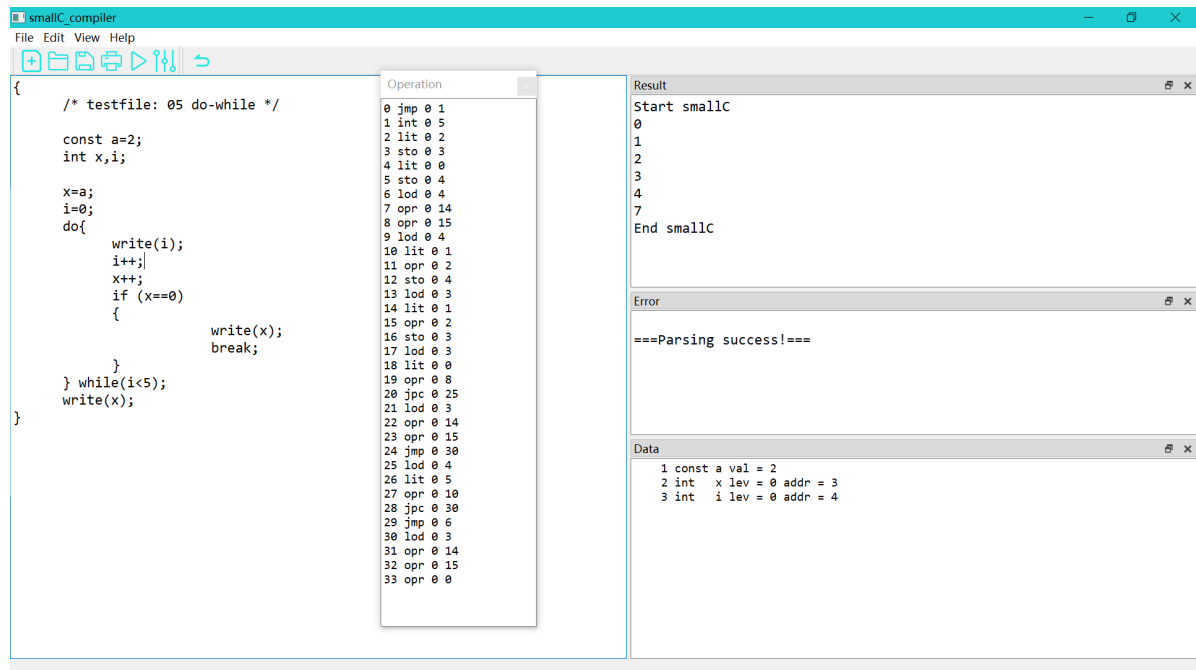 smallC_compiler
File Edit View Help
{
/* testfile: 05 do-while */
const a=2;
int x,i;
x=a;
i=0;
do{
write(i);
i++;
x++;
if (x==0)
{
write(x);
break;
}
} while(i<5);
write(x);
}
Operation
0 jmp 0 1
1 int 0 5
2 lit 0 2
3 sto 0 3
4 lit 0 0
5 sto 0 4
6 lod 0 4
7 opr 0 14
8 opr 0 15
9 lod 0 4
10 lit 0 1
11 opr 0 2
12 sto 0 4
13 lod 0 3
14 lit 0 1
15 opr 0 2
16 sto 0 3
17 lod 0 3
18 lit 0 0
19 opr 0 8
20 jpc 0 25
21 lod 0 3
22 opr 0 14
23 opr 0 15
24 jmp 0 30
25 lod 0 4
26 lit 0 5
27 opr 0 10
28 jpc 0 30
29 jmp 0 6
30 lod 0 3
31 opr 0 14
32 opr 0 15
33 opr 0 0
Result
Start smallC
0
1
2
3
4
7
End smallC
Error
===Parsing success!===
Data
1 const a val = 2
2 int x lev = 0 addr = 3
3 int i lev = 0 addr = 4